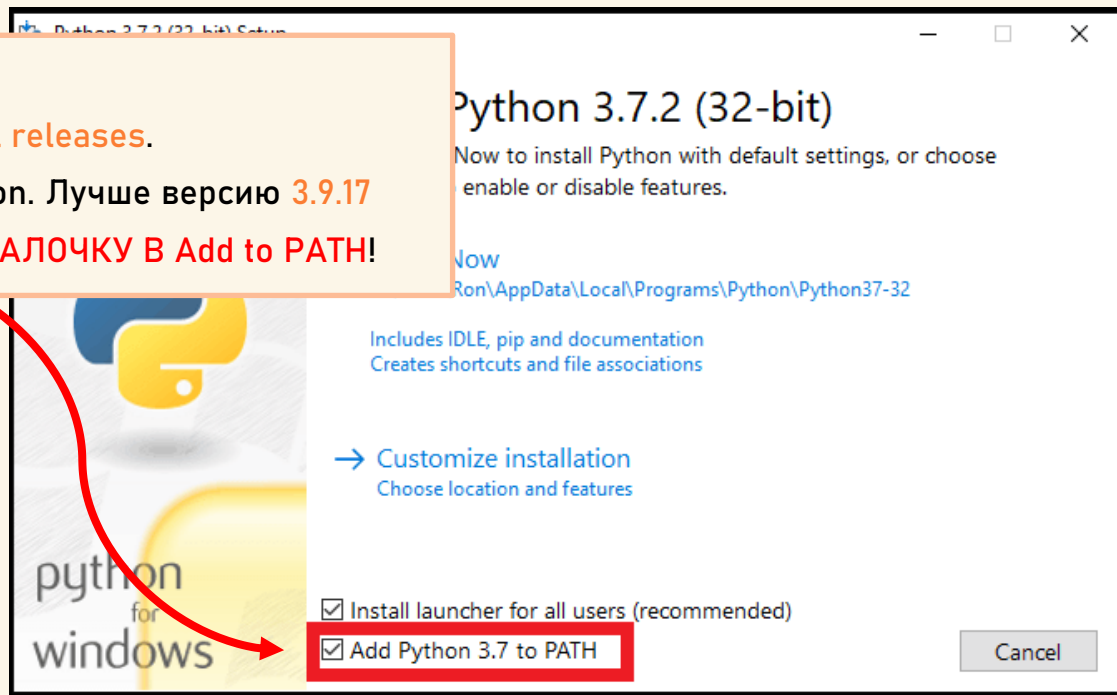 Python 3.7.2 (32-bit) Setup
releases.
on. Лучше версию 3.9.17
АЛОЧКУ В Add to PATH!
Python 3.7.2 (32-bit)
Now to install Python with default settings, or choose
enable or disable features.
Now
Ron\AppData\Local\Programs\Python\Python37-32
Includes IDLE, pip and documentation
Creates shortcuts and file associations
→ Customize installation
Choose location and features
python
for
windows
Install launcher for all users (recommended)
Add Python 3.7 to PATH
Cancel